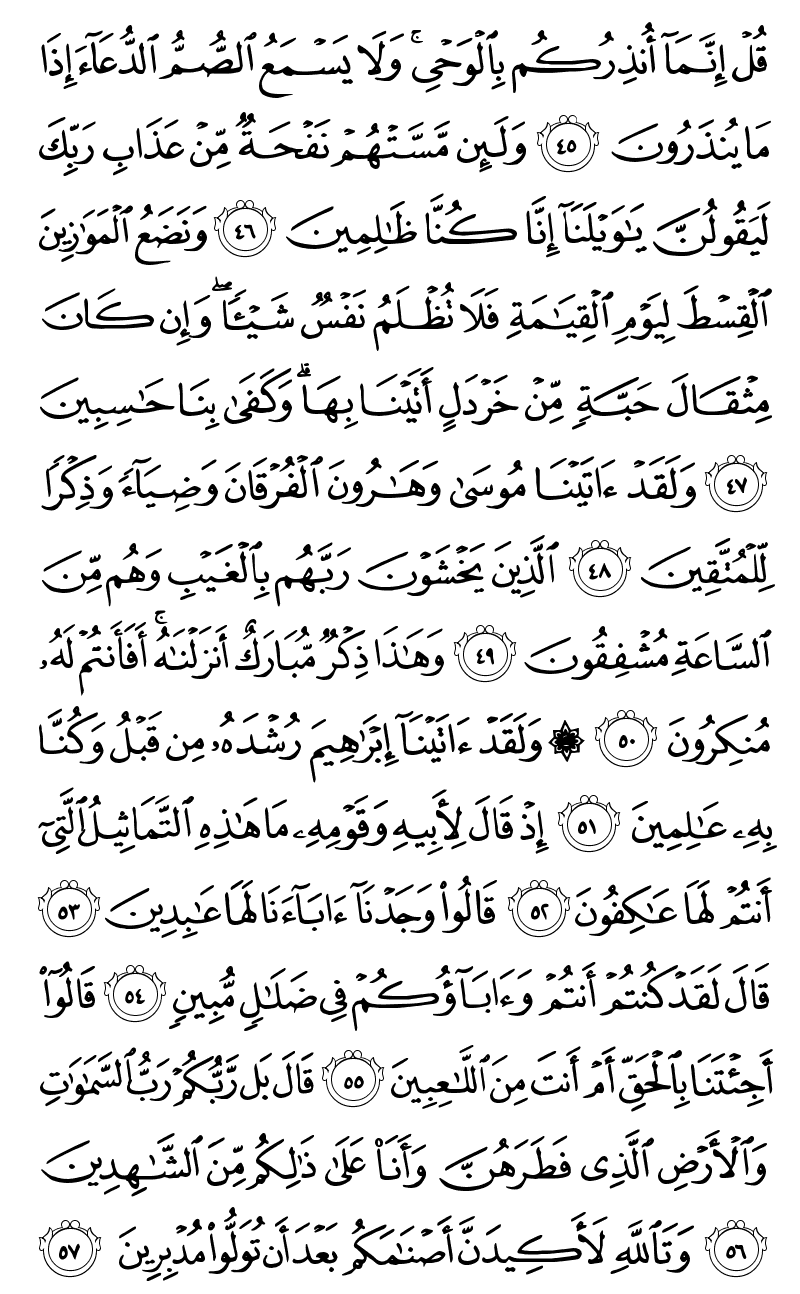 قُلۡ إِنَّمَآ أُنذِرُكُم بِٱلۡوَحۡيِۚ وَلَا يَسۡمَعُ ٱلصُّمُّ ٱلدُّعَآءَ إِذَا
مَا يُنذَرُونَ ٤٥ وَلَئِن مَّسَّتۡهُمۡ نَفۡحَةٞ مِّنۡ عَذَابِ رَبِّكَ
لَيَقُولُنَّ يَٰوَيۡلَنَآ إِنَّا كُنَّا ظَٰلِمِينَ ٤٦ وَنَضَعُ ٱلۡمَوَٰزِينَ
ٱلۡقِسۡطَ لِيَوۡمِ ٱلۡقِيَٰمَةِ فَلَا تُظۡلَمُ نَفۡسٞ شَيۡـٔٗاۖ وَإِن كَانَ
مِثۡقَالَ حَبَّةٖ مِّنۡ خَرۡدَلٍ أَتَيۡنَا بِهَاۗ وَكَفَىٰ بِنَا حَٰسِبِينَ
٤٧ وَلَقَدۡ ءَاتَيۡنَا مُوسَىٰ وَهَٰرُونَ ٱلۡفُرۡقَانَ وَضِيَآءٗ وَذِكۡرٗا
لِّلۡمُتَّقِينَ ٤٨ ٱلَّذِينَ يَخۡشَوۡنَ رَبَّهُم بِٱلۡغَيۡبِ وَهُم مِّنَ
ٱلسَّاعَةِ مُشۡفِقُونَ ٤٩ وَهَٰذَا ذِكۡرٞ مُّبَارَكٌ أَنزَلۡنَٰهُۚ أَفَأَنتُمۡ لَهُۥ
مُنكِرُونَ ٥٠ ۞ وَلَقَدۡ ءَاتَيۡنَآ إِبۡرَٰهِيمَ رُشۡدَهُۥ مِن قَبۡلُ وَكُنَّا
بِهِۦ عَٰلِمِينَ ٥١ إِذۡ قَالَ لِأَبِيهِ وَقَوۡمِهِۦ مَا هَٰذِهِ ٱلتَّمَاثِيلُ ٱلَّتِيٓ
أَنتُمۡ لَهَا عَٰكِفُونَ ٥٢ قَالُواْ وَجَدۡنَآ ءَابَآءَنَا لَهَا عَٰبِدِينَ ٥٣
قَالَ لَقَدۡ كُنتُمۡ أَنتُمۡ وَءَابَآؤُكُمۡ فِي ضَلَٰلٖ مُّبِينٖ ٥٤ قَالُوٓاْ
أَجِئۡتَنَا بِٱلۡحَقِّ أَمۡ أَنتَ مِنَ ٱللَّٰعِبِينَ ٥٥ قَالَ بَل رَّبُّكُمۡ رَبُّ ٱلسَّمَٰوَٰتِ
وَٱلۡأَرۡضِ ٱلَّذِي فَطَرَهُنَّ وَأَنَا۠ عَلَىٰ ذَٰلِكُم مِّنَ ٱلشَّٰهِدِينَ
٥٦ وَتَٱللَّهِ لَأَكِيدَنَّ أَصۡنَٰمَكُم بَعۡدَ أَن تُوَلُّواْ مُدۡبِرِينَ ٥٧